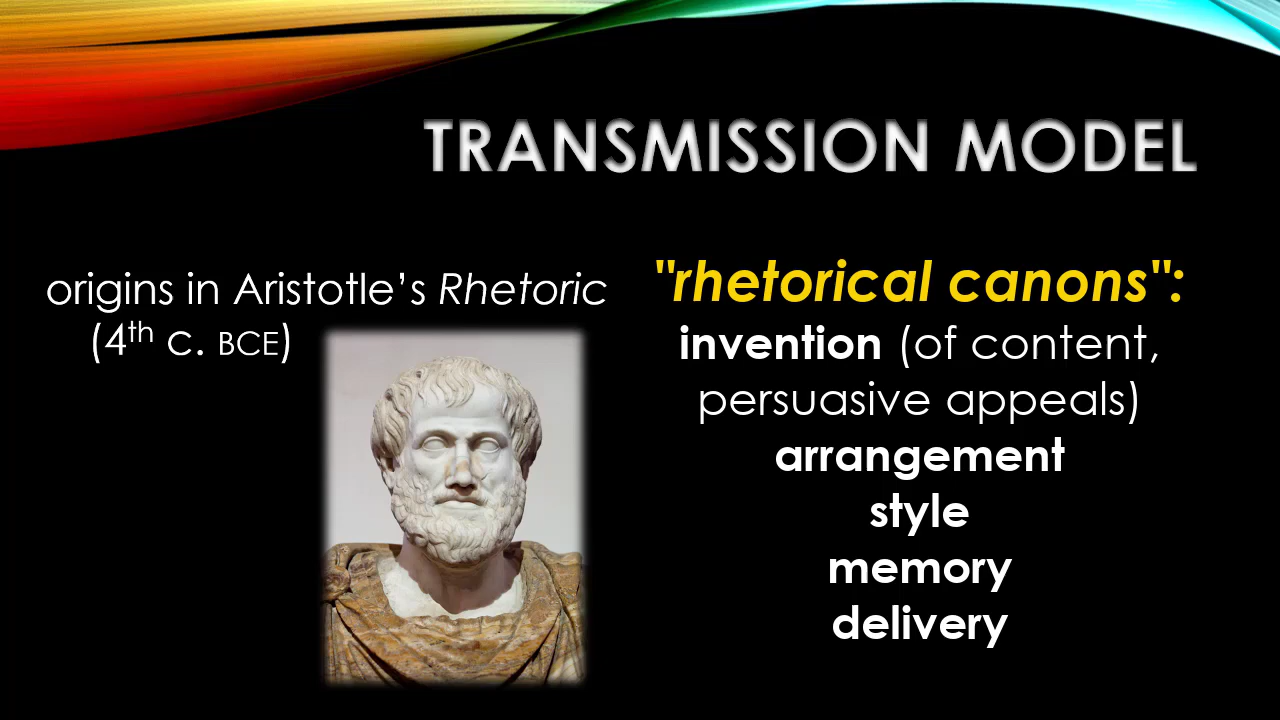 TRANSMISSION MODEL
origins in Aristotle’s Rhetoric
(4th c. BCE)
"rhetorical canons":
invention (of content,
persuasive appeals)
arrangement
style
memory
delivery